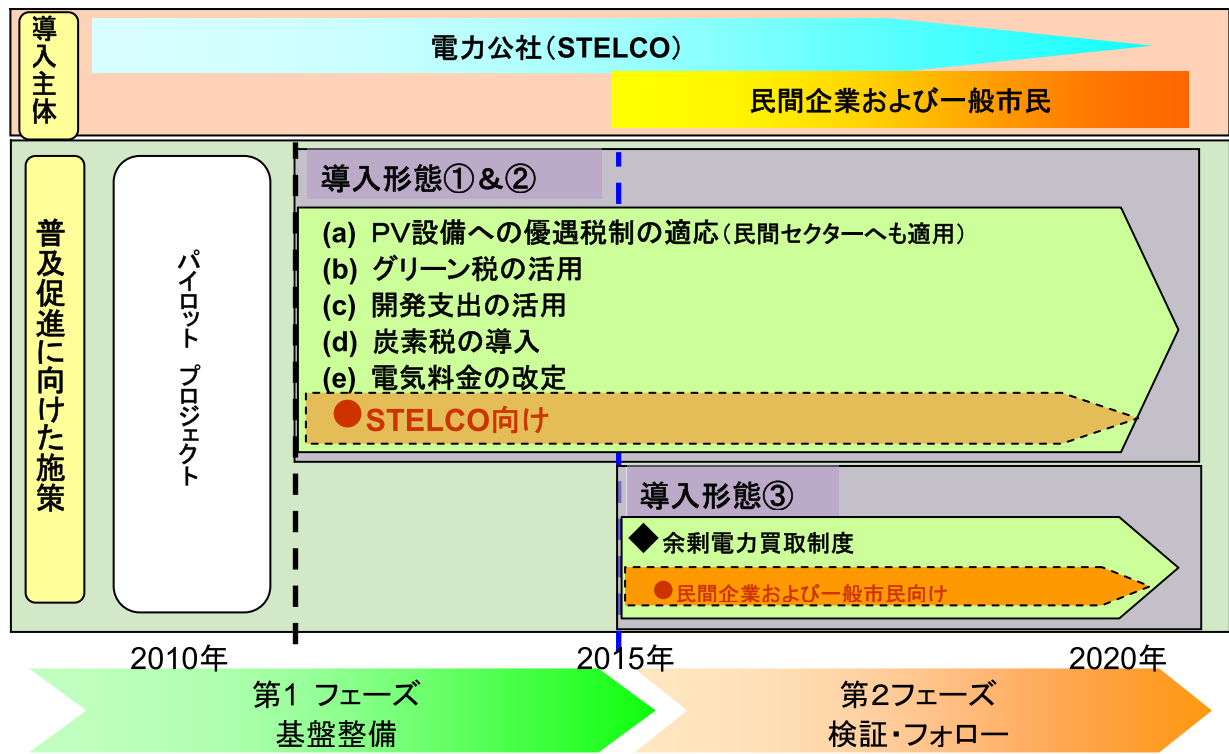 導入主体
電力公社(STELCO)
民間企業および一般市民
普及促進に向けた施策
パイロット プロジェクト
導入形態①&②
(a) PV設備への優遇税制の適応(民間セクターへも適用)
(b) グリーン税の活用
(c) 開発支出の活用
(d) 炭素税の導入
(e) 電気料金の改定
●STELCO向け
導入形態③
◆余剰電力買取制度
●民間企業および一般市民向け
2010年
2015年
2020年
第1 フェーズ
基盤整備
第2フェーズ
検証・フォロー